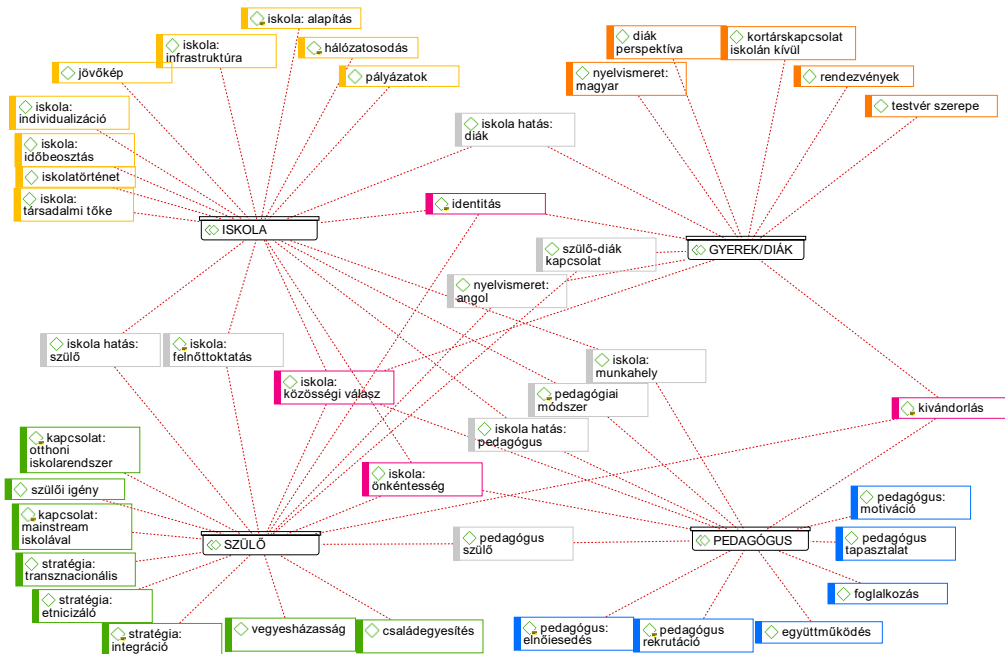 iskola: alapítás
iskola:
infrastruktúra
hálózatosodás
jövőkép
pályázatok
iskola:
individualizáció
iskola:
időbeosztás
iskolatörténet
iskola:
társadalmi tőke
diák
perspektíva
kortárskapcsolat
iskolán kívül
nyelvismeret:
magyar
rendezvények
testvér szerepe
iskola hatás:
diák
identitás
ISKOLA
szülő-diák
kapcsolat
GYEREK/DIÁK
nyelvismeret:
angol
iskola hatás:
szülő
iskola:
felnőttoktatás
iskola:
közösségi válasz
iskola:
munkahely
pedagógiai
módszer
kivándorlás
iskola hatás:
pedagógus
iskola:
önkéntesség
kapcsolat:
otthoni
iskolarendszer
szülői igény
kapcsolat:
mainstream
iskolával
SZÜLŐ
stratégia:
transznacionális
stratégia:
etnicizáló
stratégia:
integráció
vegyesházasság
családegyesítés
pedagógus
szülő
PEDAGÓGUS
pedagógus:
motiváció
pedagógus
tapasztalat
foglalkozás
együttműködés
pedagógus:
elnőiesedés
pedagógus
rekrutáció